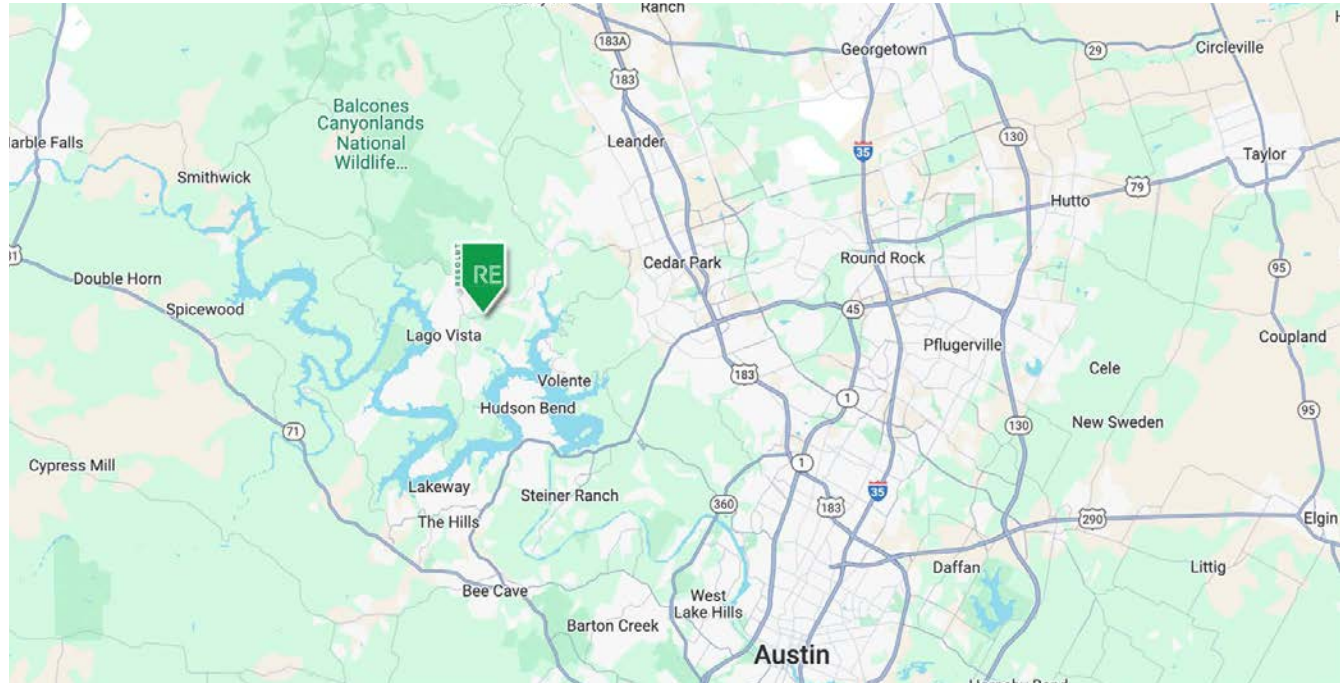 Ranch
183A
Georgetown
29
Circleville
183
Balcones
Canyonlands
National
Wildlife...
Leander
130
35
arble Falls
Taylor
Smithwick
79
Hutto
RESOLUT
RE
Cedar Park
Round Rock
Double Horn
95
Spicewood
45
Lago Vista
Pflugerville
Coupland
Cele
Volente
183
Hudson Bend
1
95
New Sweden
71
130
Cypress Mill
1
Lakeway
Steiner Ranch
35
360
183
The Hills
290
Elgin
Daffan
Littig
Bee Cave
West
Lake Hills
Barton Creek
Austin